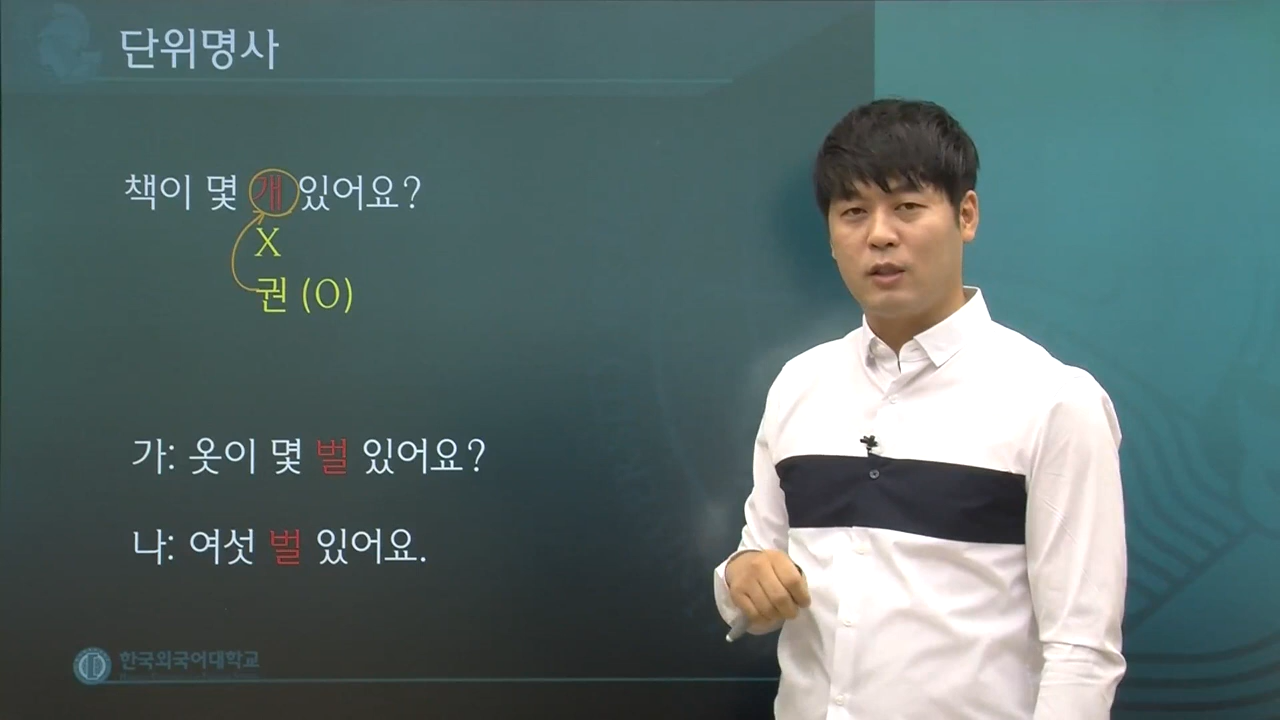 단위명사
책이 몇 개 있어요?
X
권 (O)
가: 옷이 몇 벌 있어요?
나: 여섯 벌 있어요.
한국외국어대학교